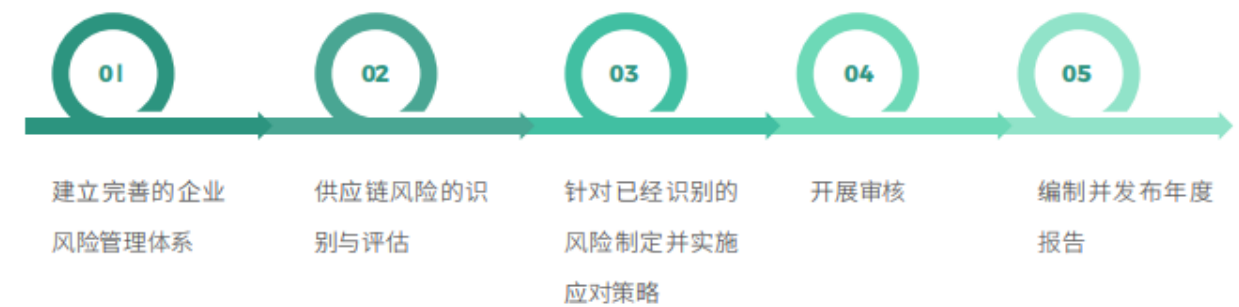 01
02
03
04
05
建立完善的企业
风险管理体系
供应链风险的识
别与评估
针对已经识别的
风险制定并实施
应对策略
开展审核
编制并发布年度
报告